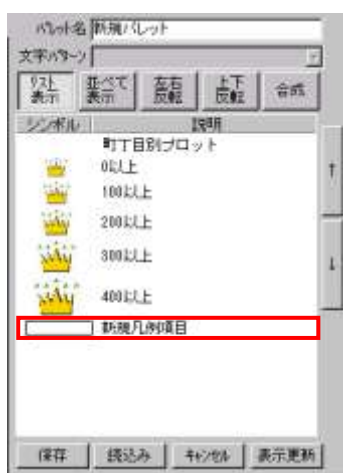 パレット名 新規パレット
文字パターン
リスト表示 並べて表示 左右反転 上下反転 合成
シンボル 説明
町丁目別プロット
0以上
100以上
200以上
300以上
400以上
新規凡例項目
↑
↓
保存 読込み キャンセル 表示更新